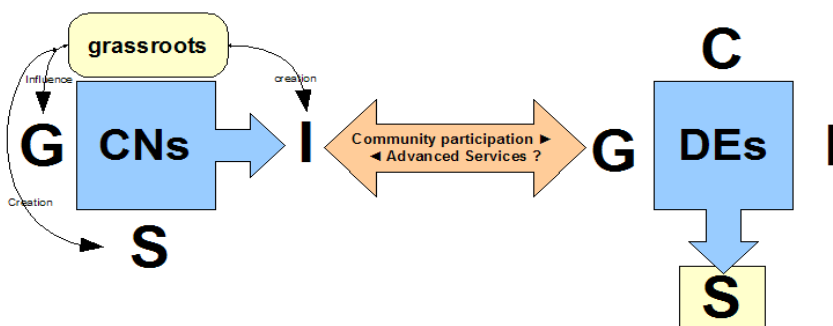 grassroots
Influence
creation
G
CNs
I
Creation
S
Community participation ►
◄ Advanced Services ?
C
G
DEs
S